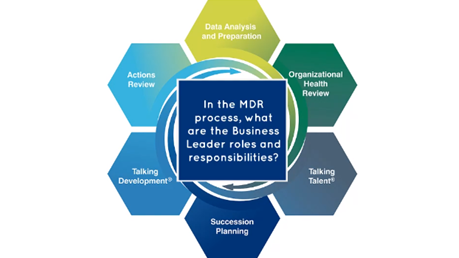 Data Analysis
and Preparation
Actions
Review
Organizational
Health
Review
In the MDR
process, what
are the Business
Leader roles and
responsibilities?
Talking
Development®
Talking
Talent®
Succession
Planning